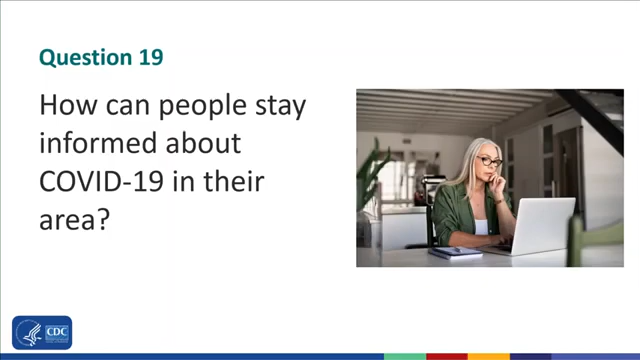 Question 19
How can people stay
informed about
COVID-19 in their
area?
CDC